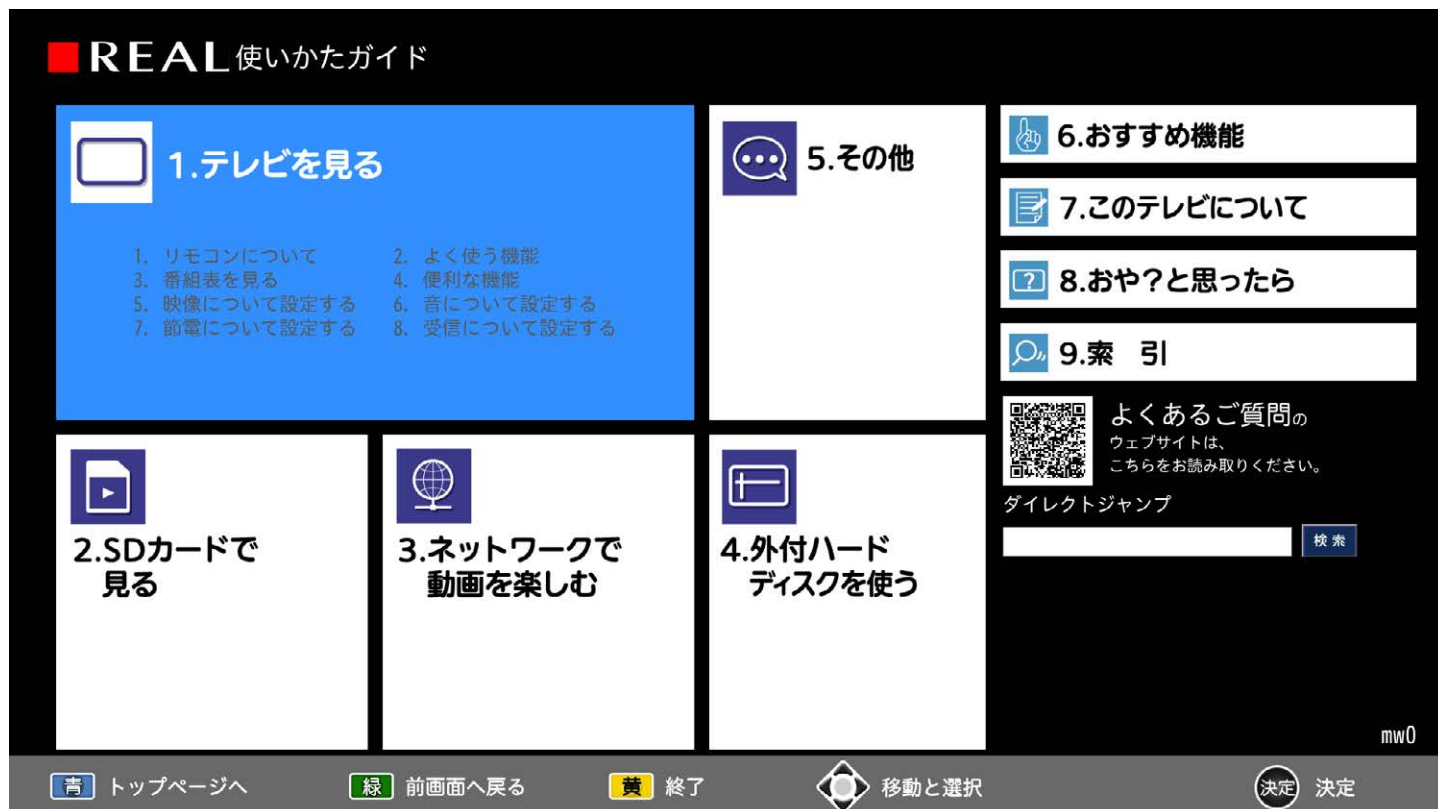 REAL使いかたガイド
1.テレビを見る
1. リモコンについて 2. よく使う機能
3. 番組表を見る 4. 便利な機能
5. 映像について設定する 6. 音について設定する
7. 節電について設定する 8. 受信について設定する
5.その他
6.おすすめ機能
7.このテレビについて
8.おや?と思ったら
9.索 引
よくあるご質問の
ウェブサイトは、
こちらをお読み取りください。
ダイレクトジャンプ
検索
2.SDカードで
見る
3.ネットワークで
動画を楽しむ
4.外付ハード
ディスクを使う
mw0
青 トップページへ 緑 前画面へ戻る 黄 終了 移動と選択 決定 決定